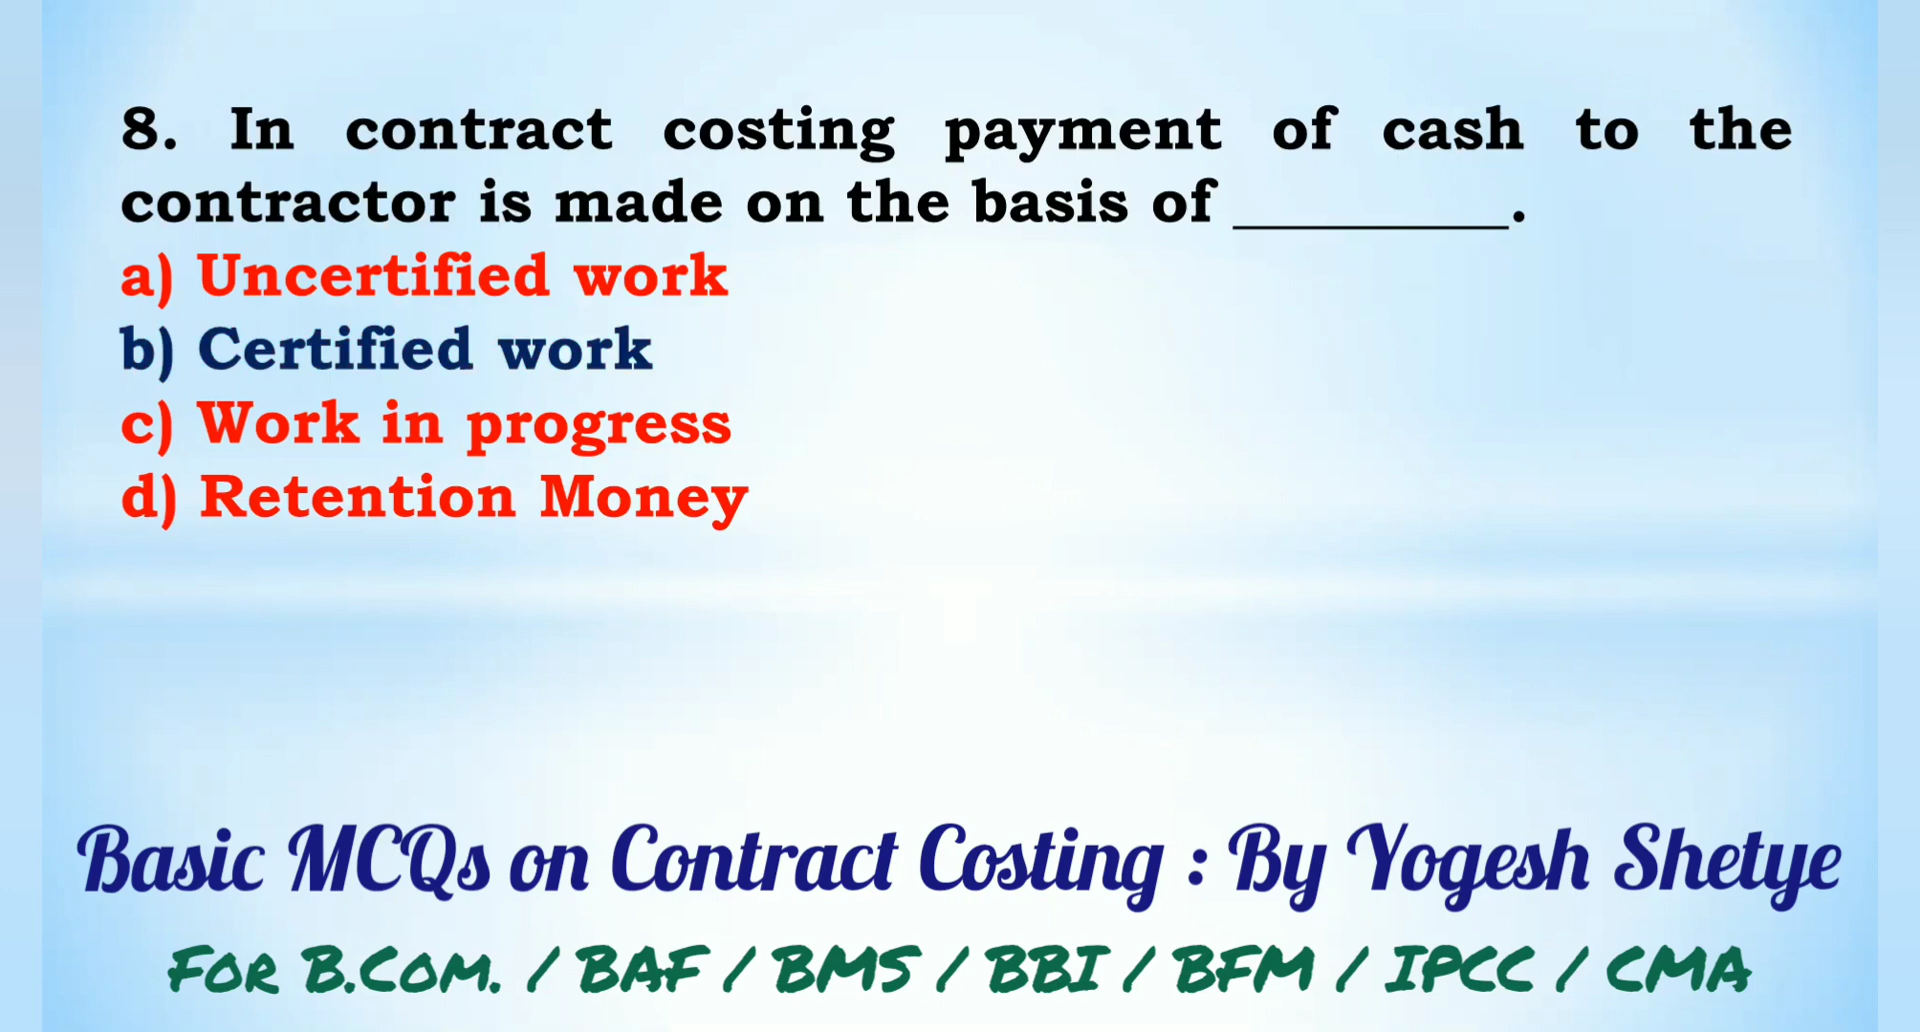 8. In contract costing payment of cash to the
contractor is made on the basis of __________.
a) Uncertified work
b) Certified work
c) Work in progress
d) Retention Money
Basic MCQs on Contract Costing : By Yogesh Shetye
For B.Com. / BAF / BMS / BBI / BFM / IPCC / CMA